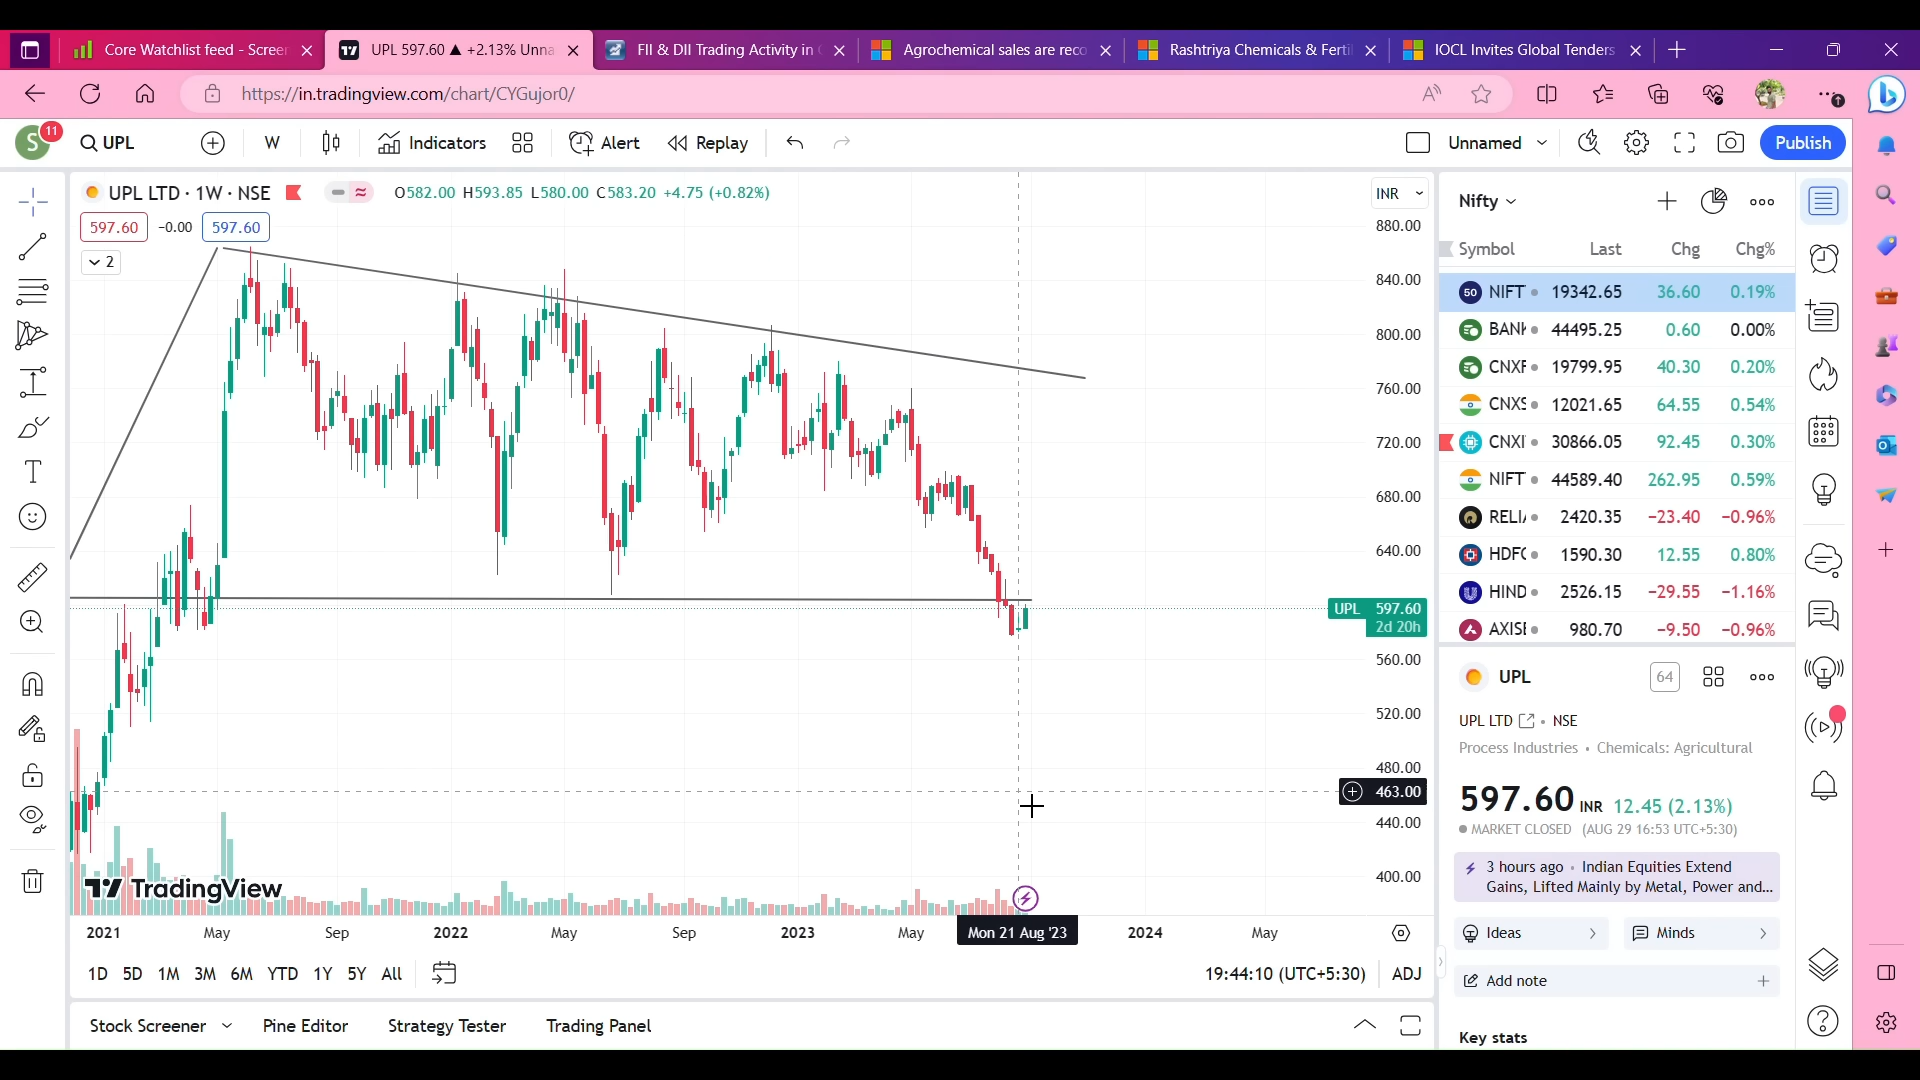 Core Watchlist feed - Screen
UPL 597.60 ▲ +2.13% Unna
FII & DII Trading Activity in
Agrochemical sales are reco
Rashtriya Chemicals & Ferti
IOCL Invites Global Tenders
https://in.tradingview.com/chart/CYGujor0/
S
11
UPL
W
Indicators
Alert
Replay
Unnamed
Publish
UPL LTD · 1W · NSE
O582.00 H593.85 L580.00 C583.20 +4.75 (+0.82%)
INR
597.60
−0.00
597.60
2
880.00
840.00
800.00
760.00
720.00
680.00
640.00
UPL 597.60
2d 20h
560.00
520.00
480.00
463.00
440.00
400.00
TradingView
2021
May
Sep
2022
May
Sep
2023
May
Mon 21 Aug '23
2024
May
1D 5D 1M 3M 6M YTD 1Y 5Y All
19:44:10 (UTC+5:30)
ADJ
Stock Screener
Pine Editor
Strategy Tester
Trading Panel
Nifty
Symbol Last Chg Chg%
50 NIFT 19342.65 36.60 0.19%
BANK 44495.25 0.60 0.00%
CNXF 19799.95 40.30 0.20%
CNXS 12021.65 64.55 0.54%
CNXI 30866.05 92.45 0.30%
NIFT 44589.40 262.95 0.59%
RELI 2420.35 −23.40 −0.96%
HDFC 1590.30 12.55 0.80%
HIND 2526.15 −29.55 −1.16%
AXISE 980.70 −9.50 −0.96%
UPL
64
UPL LTD • NSE
Process Industries • Chemicals: Agricultural
597.60 INR 12.45 (2.13%)
MARKET CLOSED (AUG 29 16:53 UTC+5:30)
3 hours ago · Indian Equities Extend
Gains, Lifted Mainly by Metal, Power and...
Ideas
Minds
Add note
Key stats